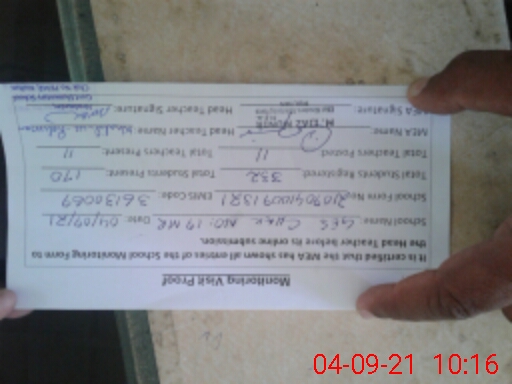 Monitoring Visit Proof
It is certified that the MEA has shown all entries of the School Monitoring Form to
the Head Teacher before its online submission.
School Name: GES Chak NO: 19 MR Date: 04/09/21
School Form No: EMIS Code: 36130069
Total Students Registered: 332 Total Students Present: 170
Total Teachers Posted: 11 Total Teachers Present: 11
MEA Name: Head Teacher Name:
MEA Signature: Head Teacher Signature:
04-09-21 10:16